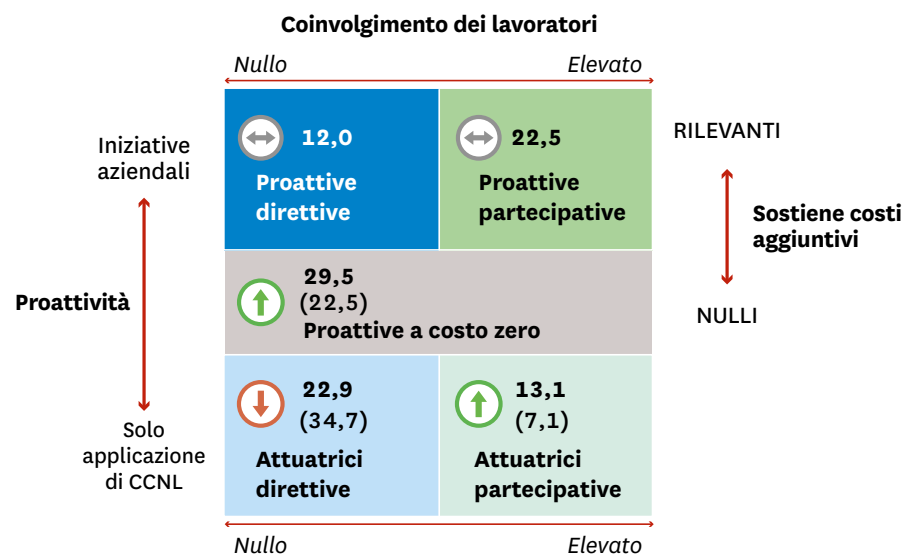 Coinvolgimento dei lavoratori
Nullo
Elevato
Iniziative
aziendali
12,0
Proattive
direttive
22,5
Proattive
partecipative
RILEVANTI
Sostiene costi
aggiuntivi
NULLI
Proattività
29,5
(22,5)
Proattive a costo zero
Solo
applicazione
di CCNL
22,9
(34,7)
Attuatrici
direttive
13,1
(7,1)
Attuatrici
partecipative
Nullo
Elevato